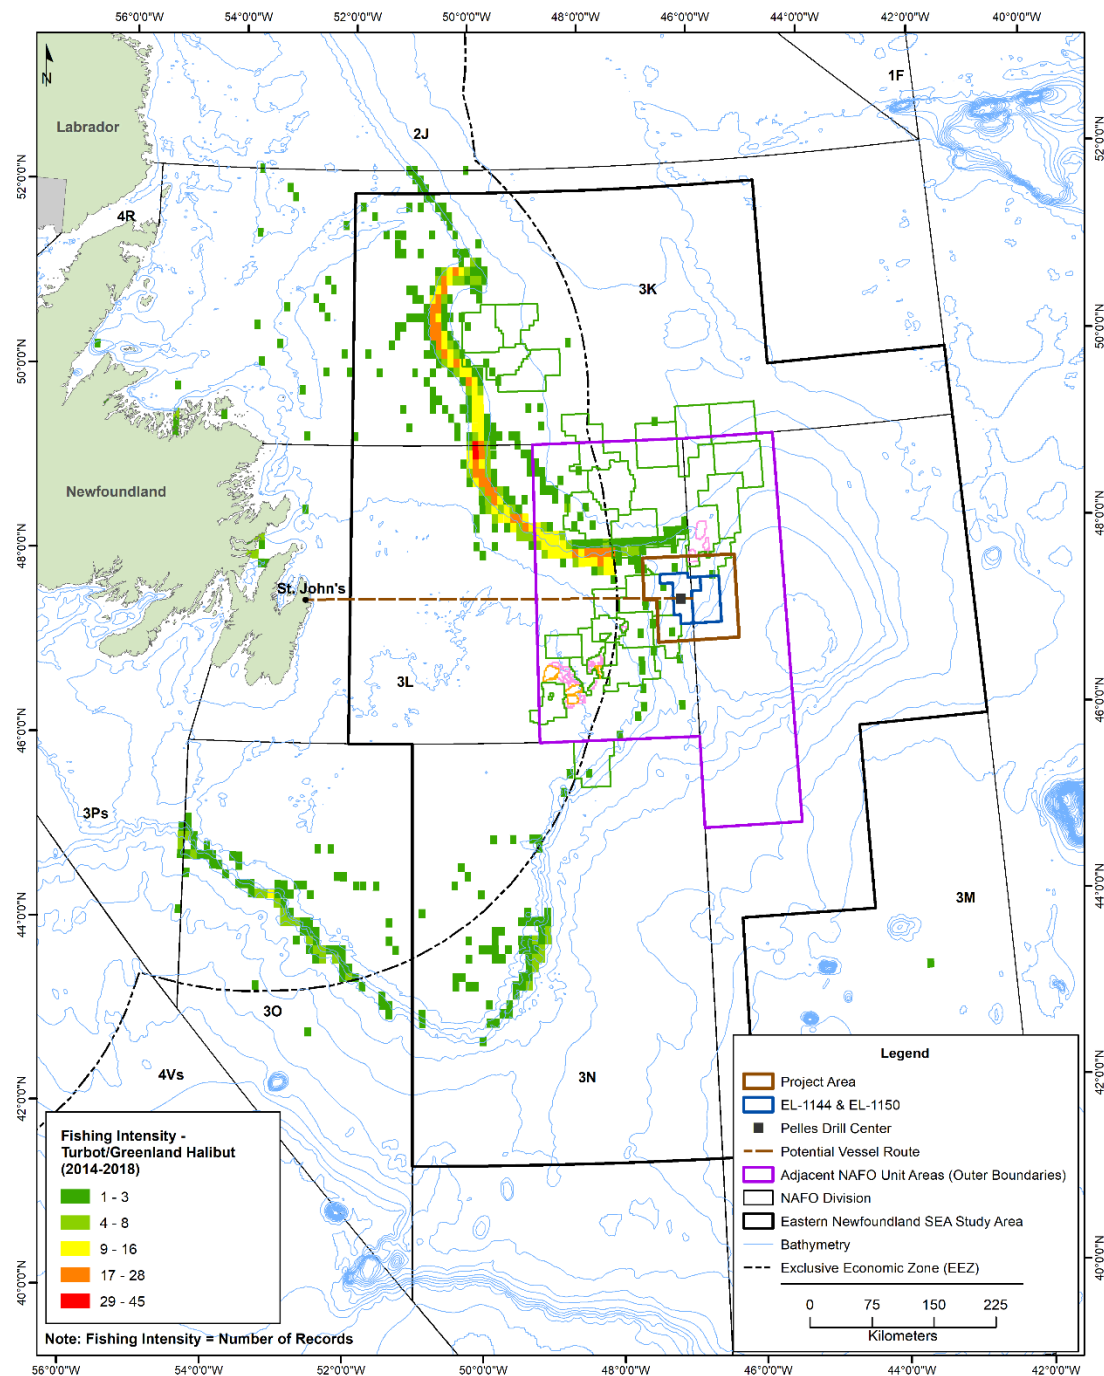 56°0'0"W 54°0'0"W 52°0'0"W 50°0'0"W 48°0'0"W 46°0'0"W 44°0'0"W 42°0'0"W 40°0'0"W
N
1F
Labrador
2J
52°0'0"N 52°0'0"N
4R
3K
50°0'0"N 50°0'0"N
Newfoundland
48°0'0"N 48°0'0"N
St. John's
3L
46°0'0"N 46°0'0"N
3Ps
44°0'0"N 44°0'0"N
3M
3O
4Vs
3N
42°0'0"N 42°0'0"N
40°0'0"N 40°0'0"N
Fishing Intensity -
Turbot/Greenland Halibut
(2014-2018)
1 - 3
4 - 8
9 - 16
17 - 28
29 - 45
Note: Fishing Intensity = Number of Records
Legend
Project Area
EL-1144 & EL-1150
Pelles Drill Center
Potential Vessel Route
Adjacent NAFO Unit Areas (Outer Boundaries)
NAFO Division
Eastern Newfoundland SEA Study Area
Bathymetry
Exclusive Economic Zone (EEZ)
0 75 150 225
Kilometers
56°0'0"W 54°0'0"W 52°0'0"W 50°0'0"W 48°0'0"W 46°0'0"W 44°0'0"W 42°0'0"W